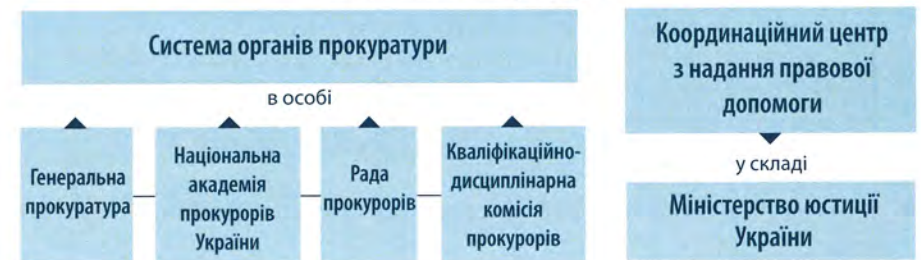 Система органів прокуратури
в особі
Генеральна
прокуратура
Національна
академія
прокурорів
України
Рада
прокурорів
Кваліфікаційно-
дисциплінарна
комісія
прокурорів
Координаційний центр
з надання правової
допомоги
у складі
Міністерство юстиції
України